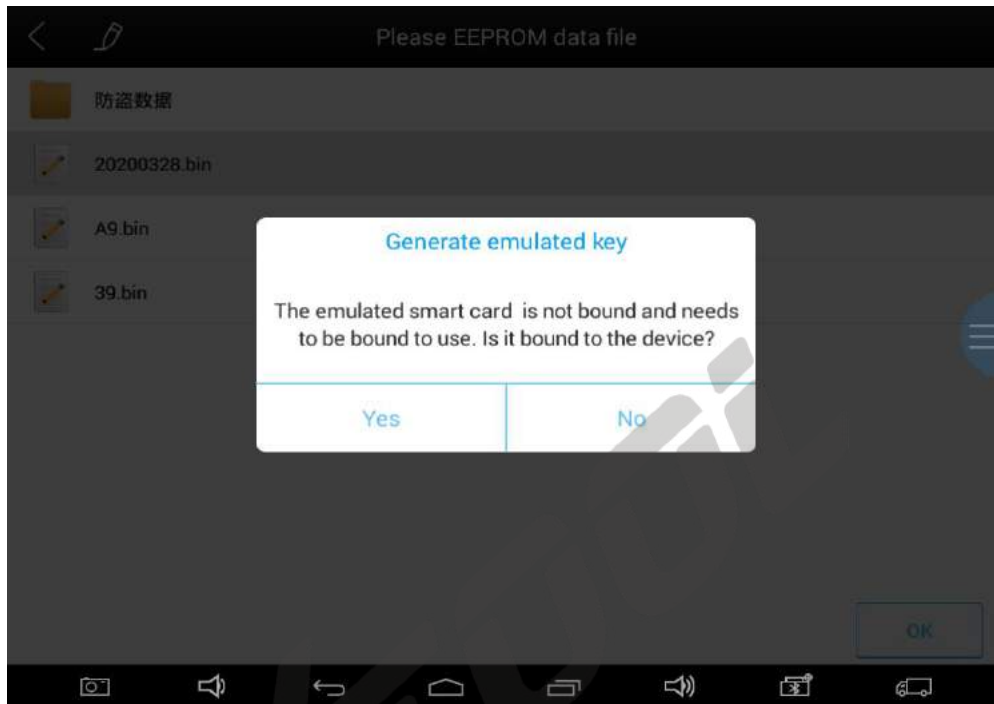 Please EEPROM data file
防盗数据
20200328.bin
A9.bin
39.bin
Generate emulated key
The emulated smart card is not bound and needs
to be bound to use. Is it bound to the device?
Yes
No
OK